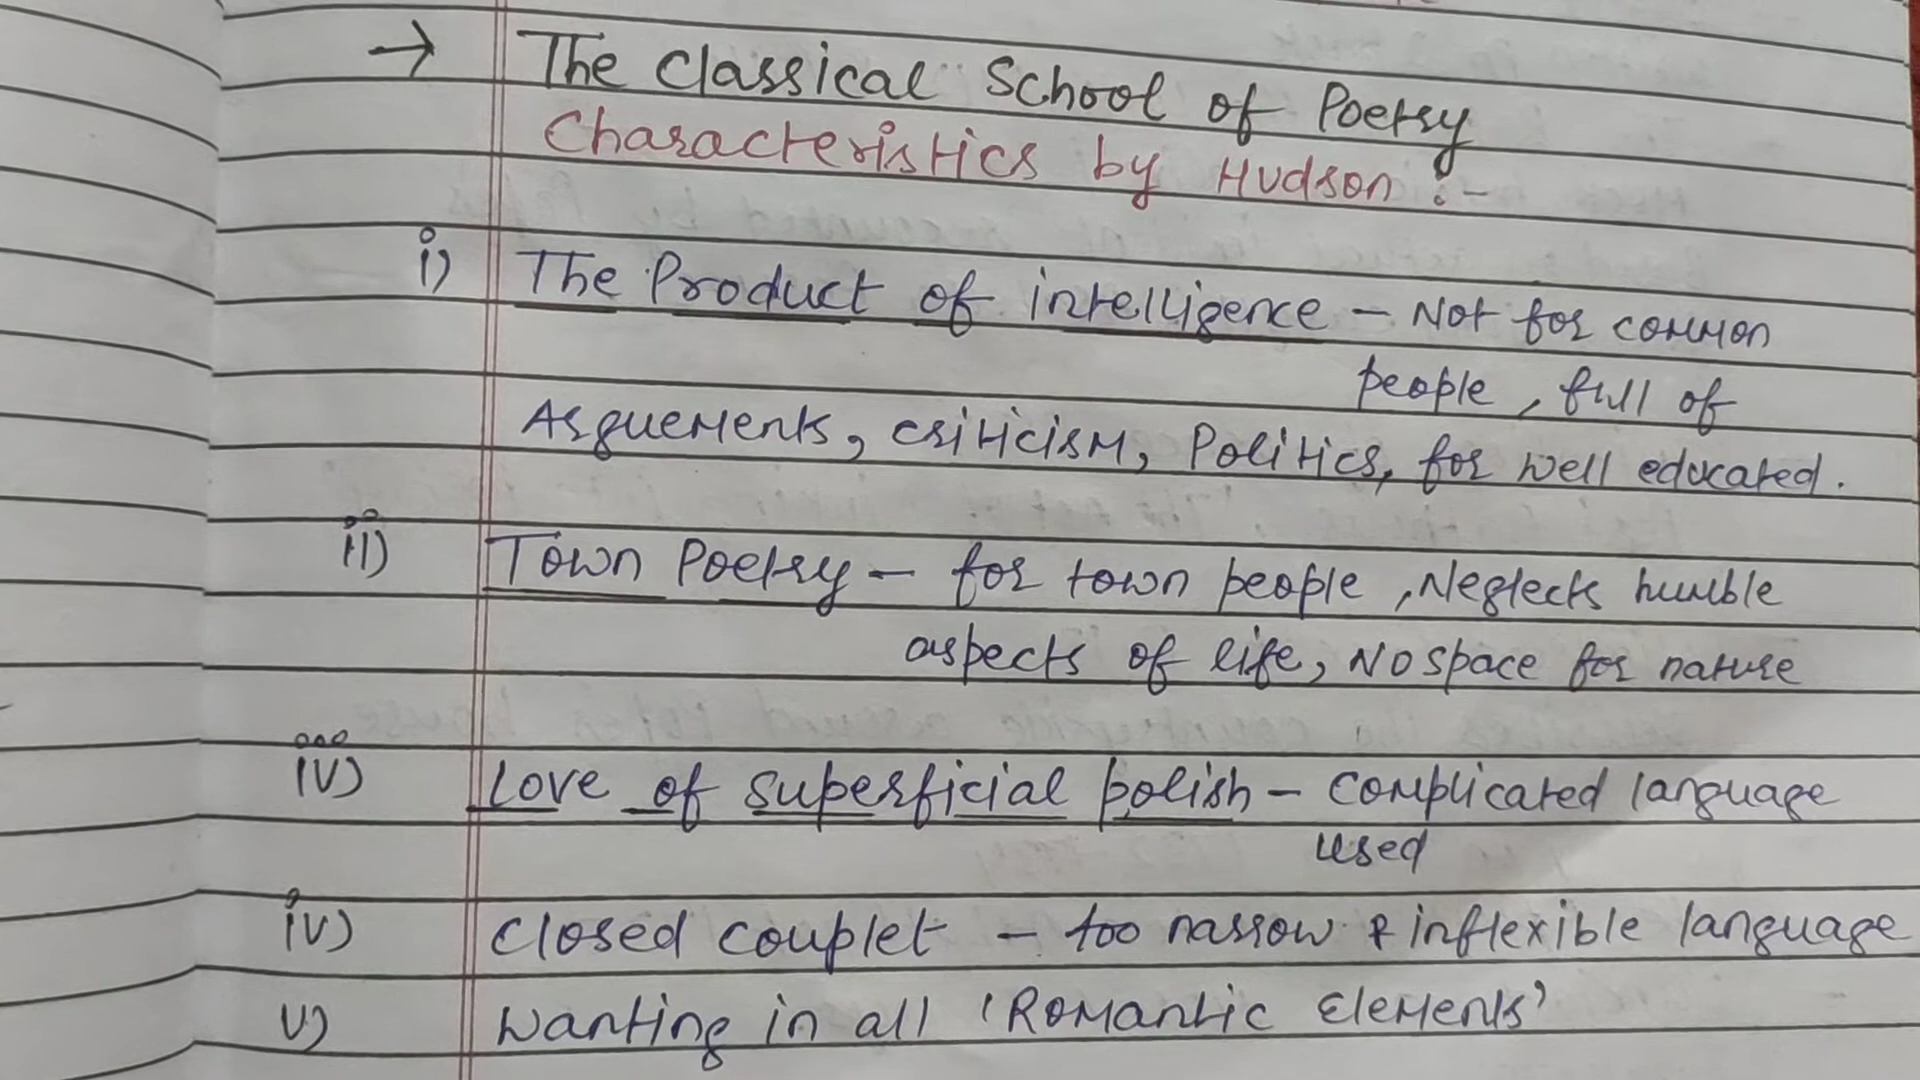 → The Classical School of Poetry
Characteristics by Hudson :-
i) The Product of intelligence - Not for common
people, full of
Arguements, criticism, Politics, for well educated.
ii) Town Poetry - for town people, Neglects humble
aspects of life, No space for nature
iv) Love of superficial polish - complicated language
used
iv) Closed couplet - too narrow & inflexible language
v) Wanting in all 'Romantic Elements'